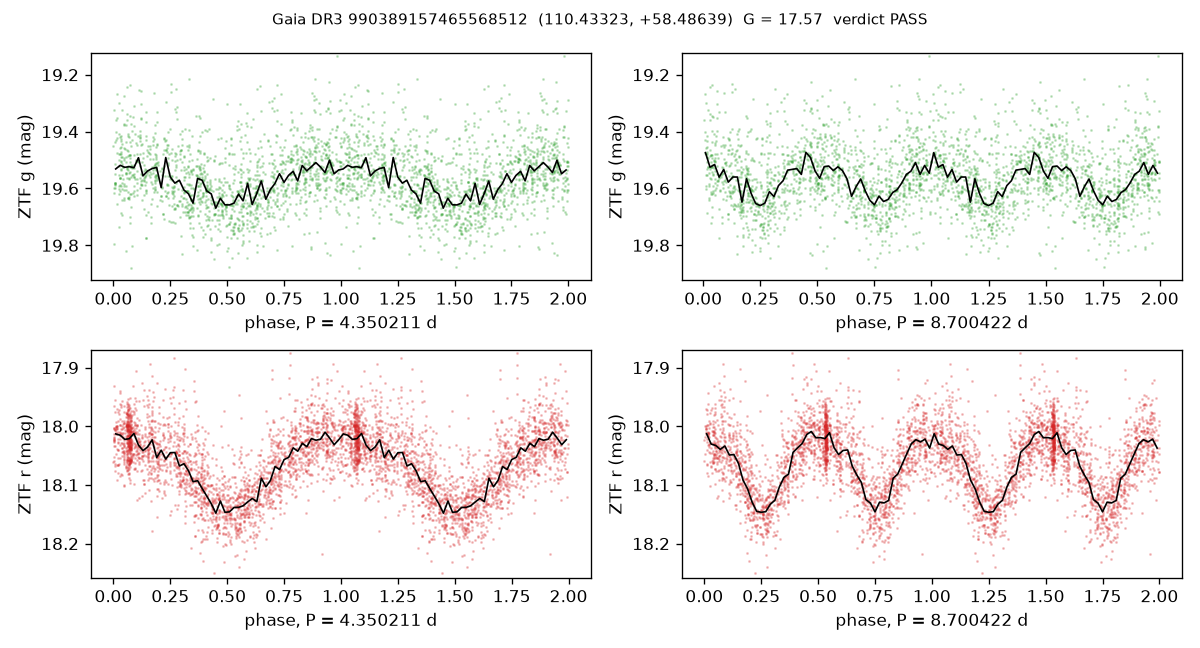 Gaia DR3 990389157465568512 (110.43323, +58.48639) G = 17.57 verdict PASS
ZTF g (mag)
19.2
19.4
19.6
19.8
0.00 0.25 0.50 0.75 1.00 1.25 1.50 1.75 2.00
phase, P = 4.350211 d
19.2
19.4
19.6
19.8
ZTF g (mag)
0.00 0.25 0.50 0.75 1.00 1.25 1.50 1.75 2.00
phase, P = 8.700422 d
ZTF r (mag)
17.9
18.0
18.1
18.2
0.00 0.25 0.50 0.75 1.00 1.25 1.50 1.75 2.00
phase, P = 4.350211 d
ZTF r (mag)
17.9
18.0
18.1
18.2
0.00 0.25 0.50 0.75 1.00 1.25 1.50 1.75 2.00
phase, P = 8.700422 d